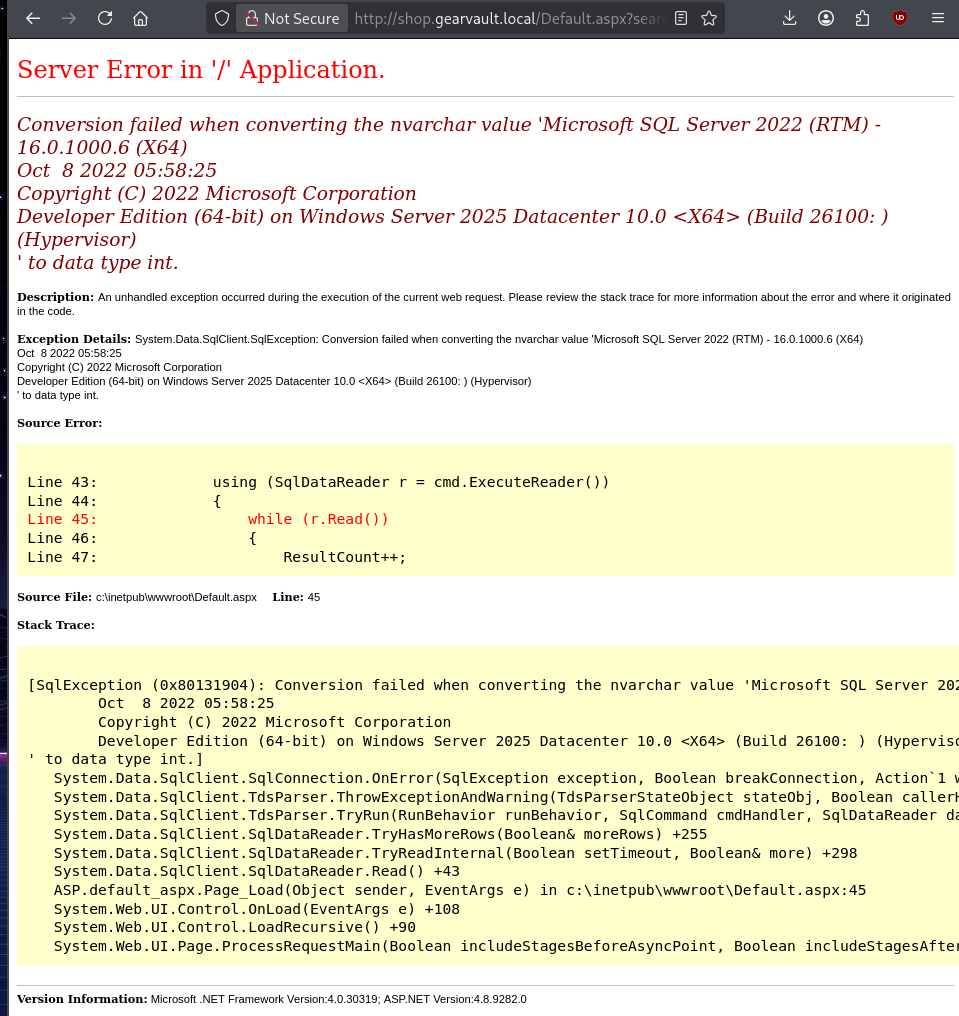 Not Secure http://shop.gearvault.local/Default.aspx?sear
Server Error in '/' Application.
Conversion failed when converting the nvarchar value 'Microsoft SQL Server 2022 (RTM) -
16.0.1000.6 (X64)
Oct  8 2022 05:58:25
Copyright (C) 2022 Microsoft Corporation
Developer Edition (64-bit) on Windows Server 2025 Datacenter 10.0 <X64> (Build 26100: )
(Hypervisor)
' to data type int.
Description: An unhandled exception occurred during the execution of the current web request. Please review the stack trace for more information about the error and where it originated
in the code.
Exception Details: System.Data.SqlClient.SqlException: Conversion failed when converting the nvarchar value 'Microsoft SQL Server 2022 (RTM) - 16.0.1000.6 (X64)
Oct  8 2022 05:58:25
Copyright (C) 2022 Microsoft Corporation
Developer Edition (64-bit) on Windows Server 2025 Datacenter 10.0 <X64> (Build 26100: ) (Hypervisor)
' to data type int.
Source Error:
Line 43:             using (SqlDataReader r = cmd.ExecuteReader())
Line 44:             {
Line 45:                 while (r.Read())
Line 46:                 {
Line 47:                     ResultCount++;
Source File: c:\inetpub\wwwroot\Default.aspx    Line: 45
Stack Trace:
[SqlException (0x80131904): Conversion failed when converting the nvarchar value 'Microsoft SQL Server 202
        Oct  8 2022 05:58:25
        Copyright (C) 2022 Microsoft Corporation
        Developer Edition (64-bit) on Windows Server 2025 Datacenter 10.0 <X64> (Build 26100: ) (Hyperviso
' to data type int.]
   System.Data.SqlClient.SqlConnection.OnError(SqlException exception, Boolean breakConnection, Action`1 w
   System.Data.SqlClient.TdsParser.ThrowExceptionAndWarning(TdsParserStateObject stateObj, Boolean callerH
   System.Data.SqlClient.TdsParser.TryRun(RunBehavior runBehavior, SqlCommand cmdHandler, SqlDataReader da
   System.Data.SqlClient.SqlDataReader.TryHasMoreRows(Boolean& moreRows) +255
   System.Data.SqlClient.SqlDataReader.TryReadInternal(Boolean setTimeout, Boolean& more) +298
   System.Data.SqlClient.SqlDataReader.Read() +43
   ASP.default_aspx.Page_Load(Object sender, EventArgs e) in c:\inetpub\wwwroot\Default.aspx:45
   System.Web.UI.Control.OnLoad(EventArgs e) +108
   System.Web.UI.Control.LoadRecursive() +90
   System.Web.UI.Page.ProcessRequestMain(Boolean includeStagesBeforeAsyncPoint, Boolean includeStagesAfter
Version Information: Microsoft .NET Framework Version:4.0.30319; ASP.NET Version:4.8.9282.0